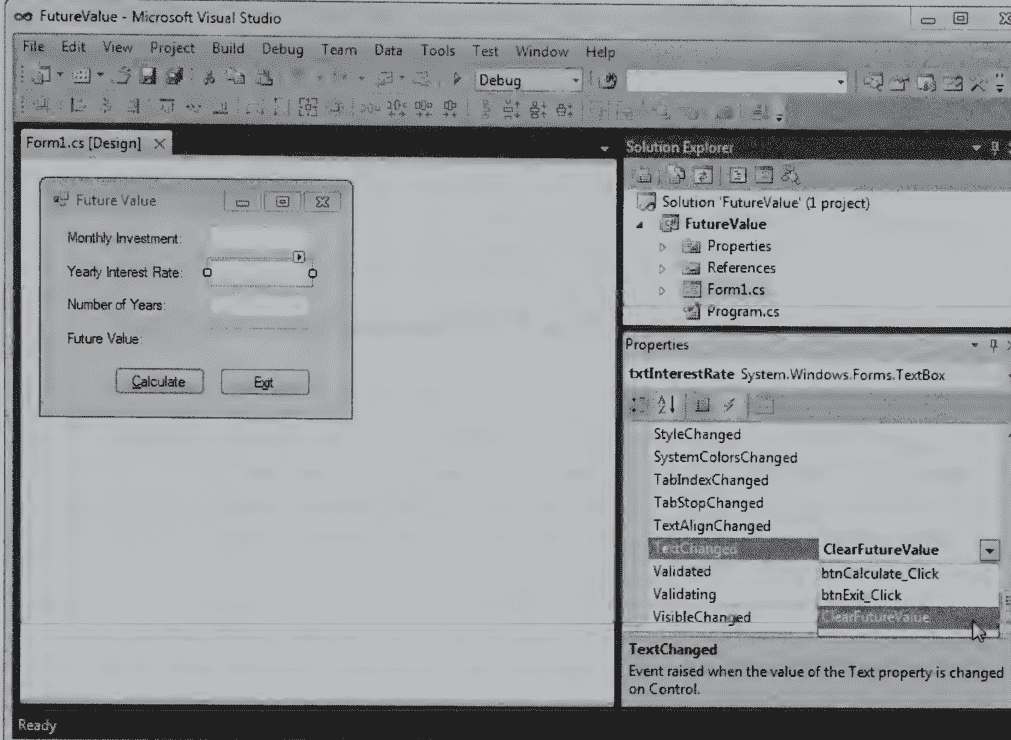 FutureValue - Microsoft Visual Studio
File Edit View Project Build Debug Team Data Tools Test Window Help
Debug
Form1.cs [Design]
Future Value
Monthly Investment:
Yearly Interest Rate:
Number of Years:
Future Value:
Calculate Exit
Solution Explorer
Solution 'FutureValue' (1 project)
FutureValue
Properties
References
Form1.cs
Program.cs
Properties
txtInterestRate System.Windows.Forms.TextBox
StyleChanged
SystemColorsChanged
TabIndexChanged
TabStopChanged
TextAlignChanged
TextChanged ClearFutureValue
Validated btnCalculate_Click
Validating btnExit_Click
VisibleChanged ClearFutureValue
TextChanged
Event raised when the value of the Text property is changed
on Control.
Ready